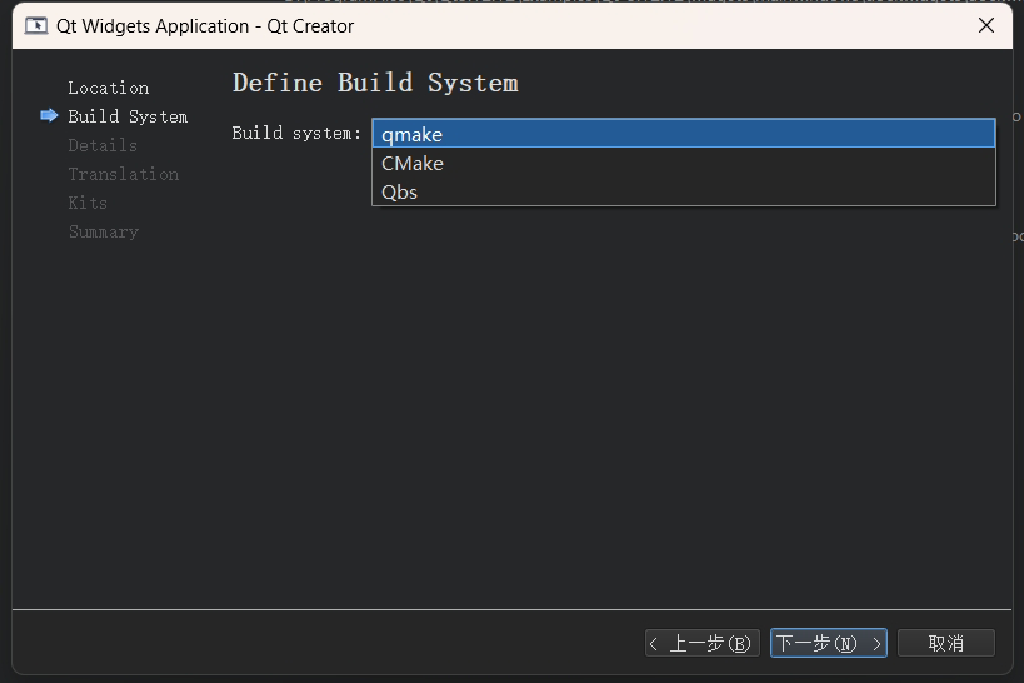 Qt Widgets Application - Qt Creator
Location
Build System
Details
Translation
Kits
Summary
Define Build System
Build system:
qmake
CMake
Qbs
< 上一步(B)
下一步(N) >
取消